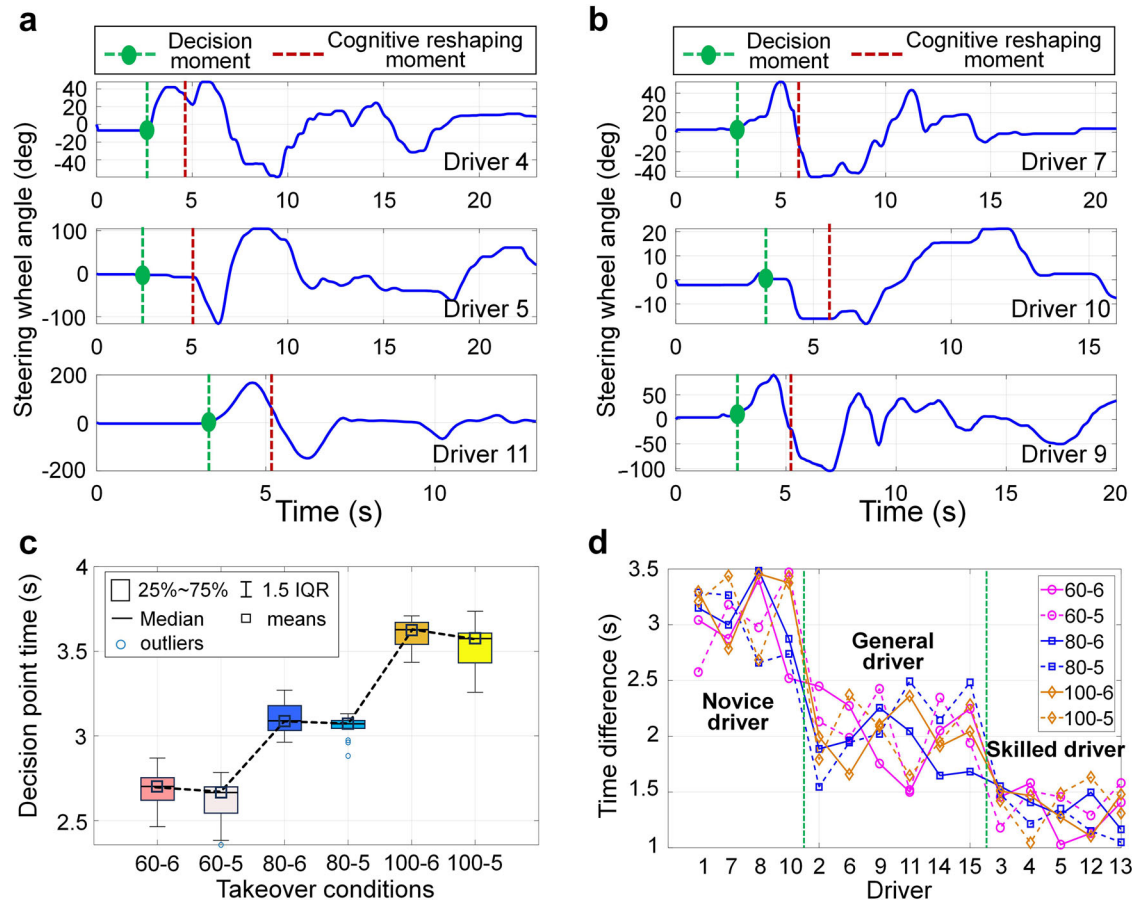 a
Decision moment
Cognitive reshaping moment
Steering wheel angle (deg)
40
20
0
-20
-40
Driver 4
0 5 10 15 20
100
0
-100
Driver 5
0 5 10 15 20
200
0
-200
Driver 11
0 5 10
Time (s)
b
Decision moment
Cognitive reshaping moment
Steering wheel angle (deg)
40
20
0
-20
-40
Driver 7
0 5 10 15 20
20
10
0
-10
Driver 10
0 5 10 15
50
0
-50
-100
Driver 9
0 5 10 15 20
Time (s)
c
Decision point time (s)
4
3.5
3
2.5
25%~75%
1.5 IQR
Median
means
outliers
60-6 60-5 80-6 80-5 100-6 100-5
Takeover conditions
d
Time difference (s)
3.5
3
2.5
2
1.5
1
Novice driver
General driver
Skilled driver
60-6
60-5
80-6
80-5
100-6
100-5
1 7 8 10 2 6 9 11 14 15 3 4 5 12 13
Driver